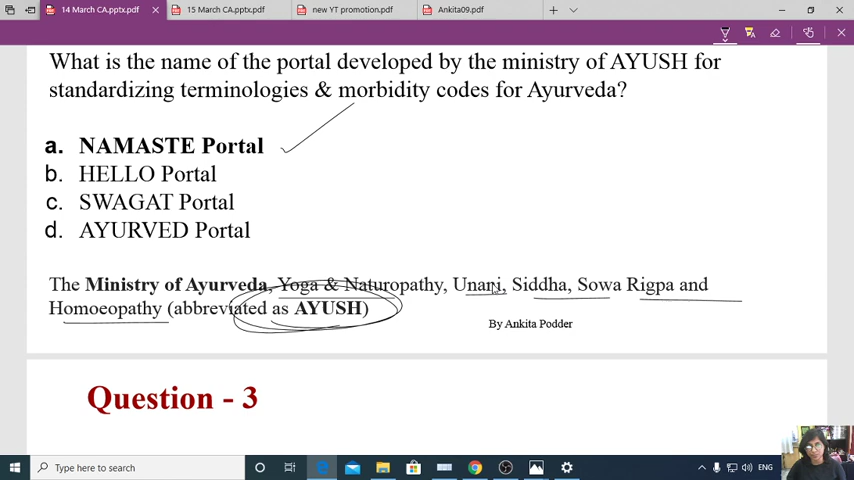 14 March CA.pptx.pdf
15 March CA.pptx.pdf
new YT promotion.pdf
Ankita09.pdf
What is the name of the portal developed by the ministry of AYUSH for
standardizing terminologies & morbidity codes for Ayurveda?
a. NAMASTE Portal
b. HELLO Portal
c. SWAGAT Portal
d. AYURVED Portal
The Ministry of Ayurveda, Yoga & Naturopathy, Unani, Siddha, Sowa Rigpa and
Homoeopathy (abbreviated as AYUSH)
By Ankita Podder
Question - 3
Type here to search
ENG